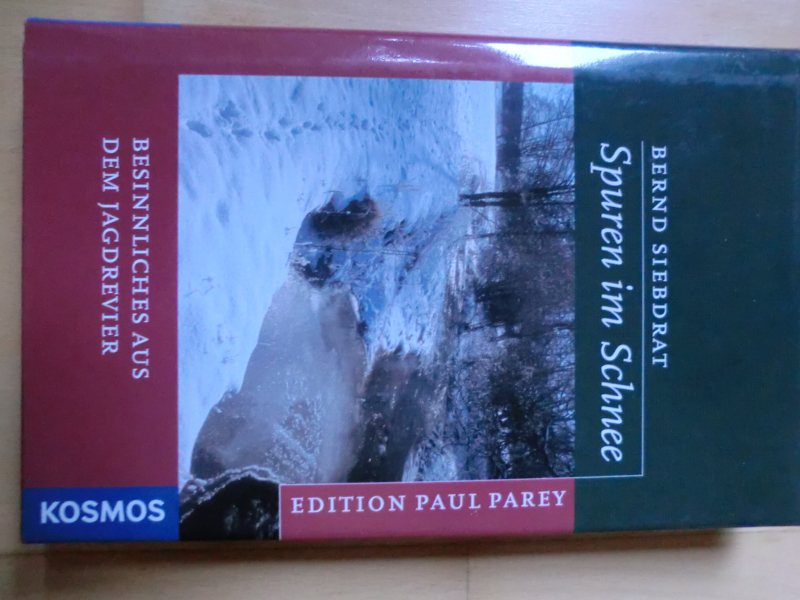 BERND SIEBDRAT
Spuren im Schnee
EDITION PAUL PAREY
BESINNLICHES AUS
DEM JAGDREVIER
KOSMOS